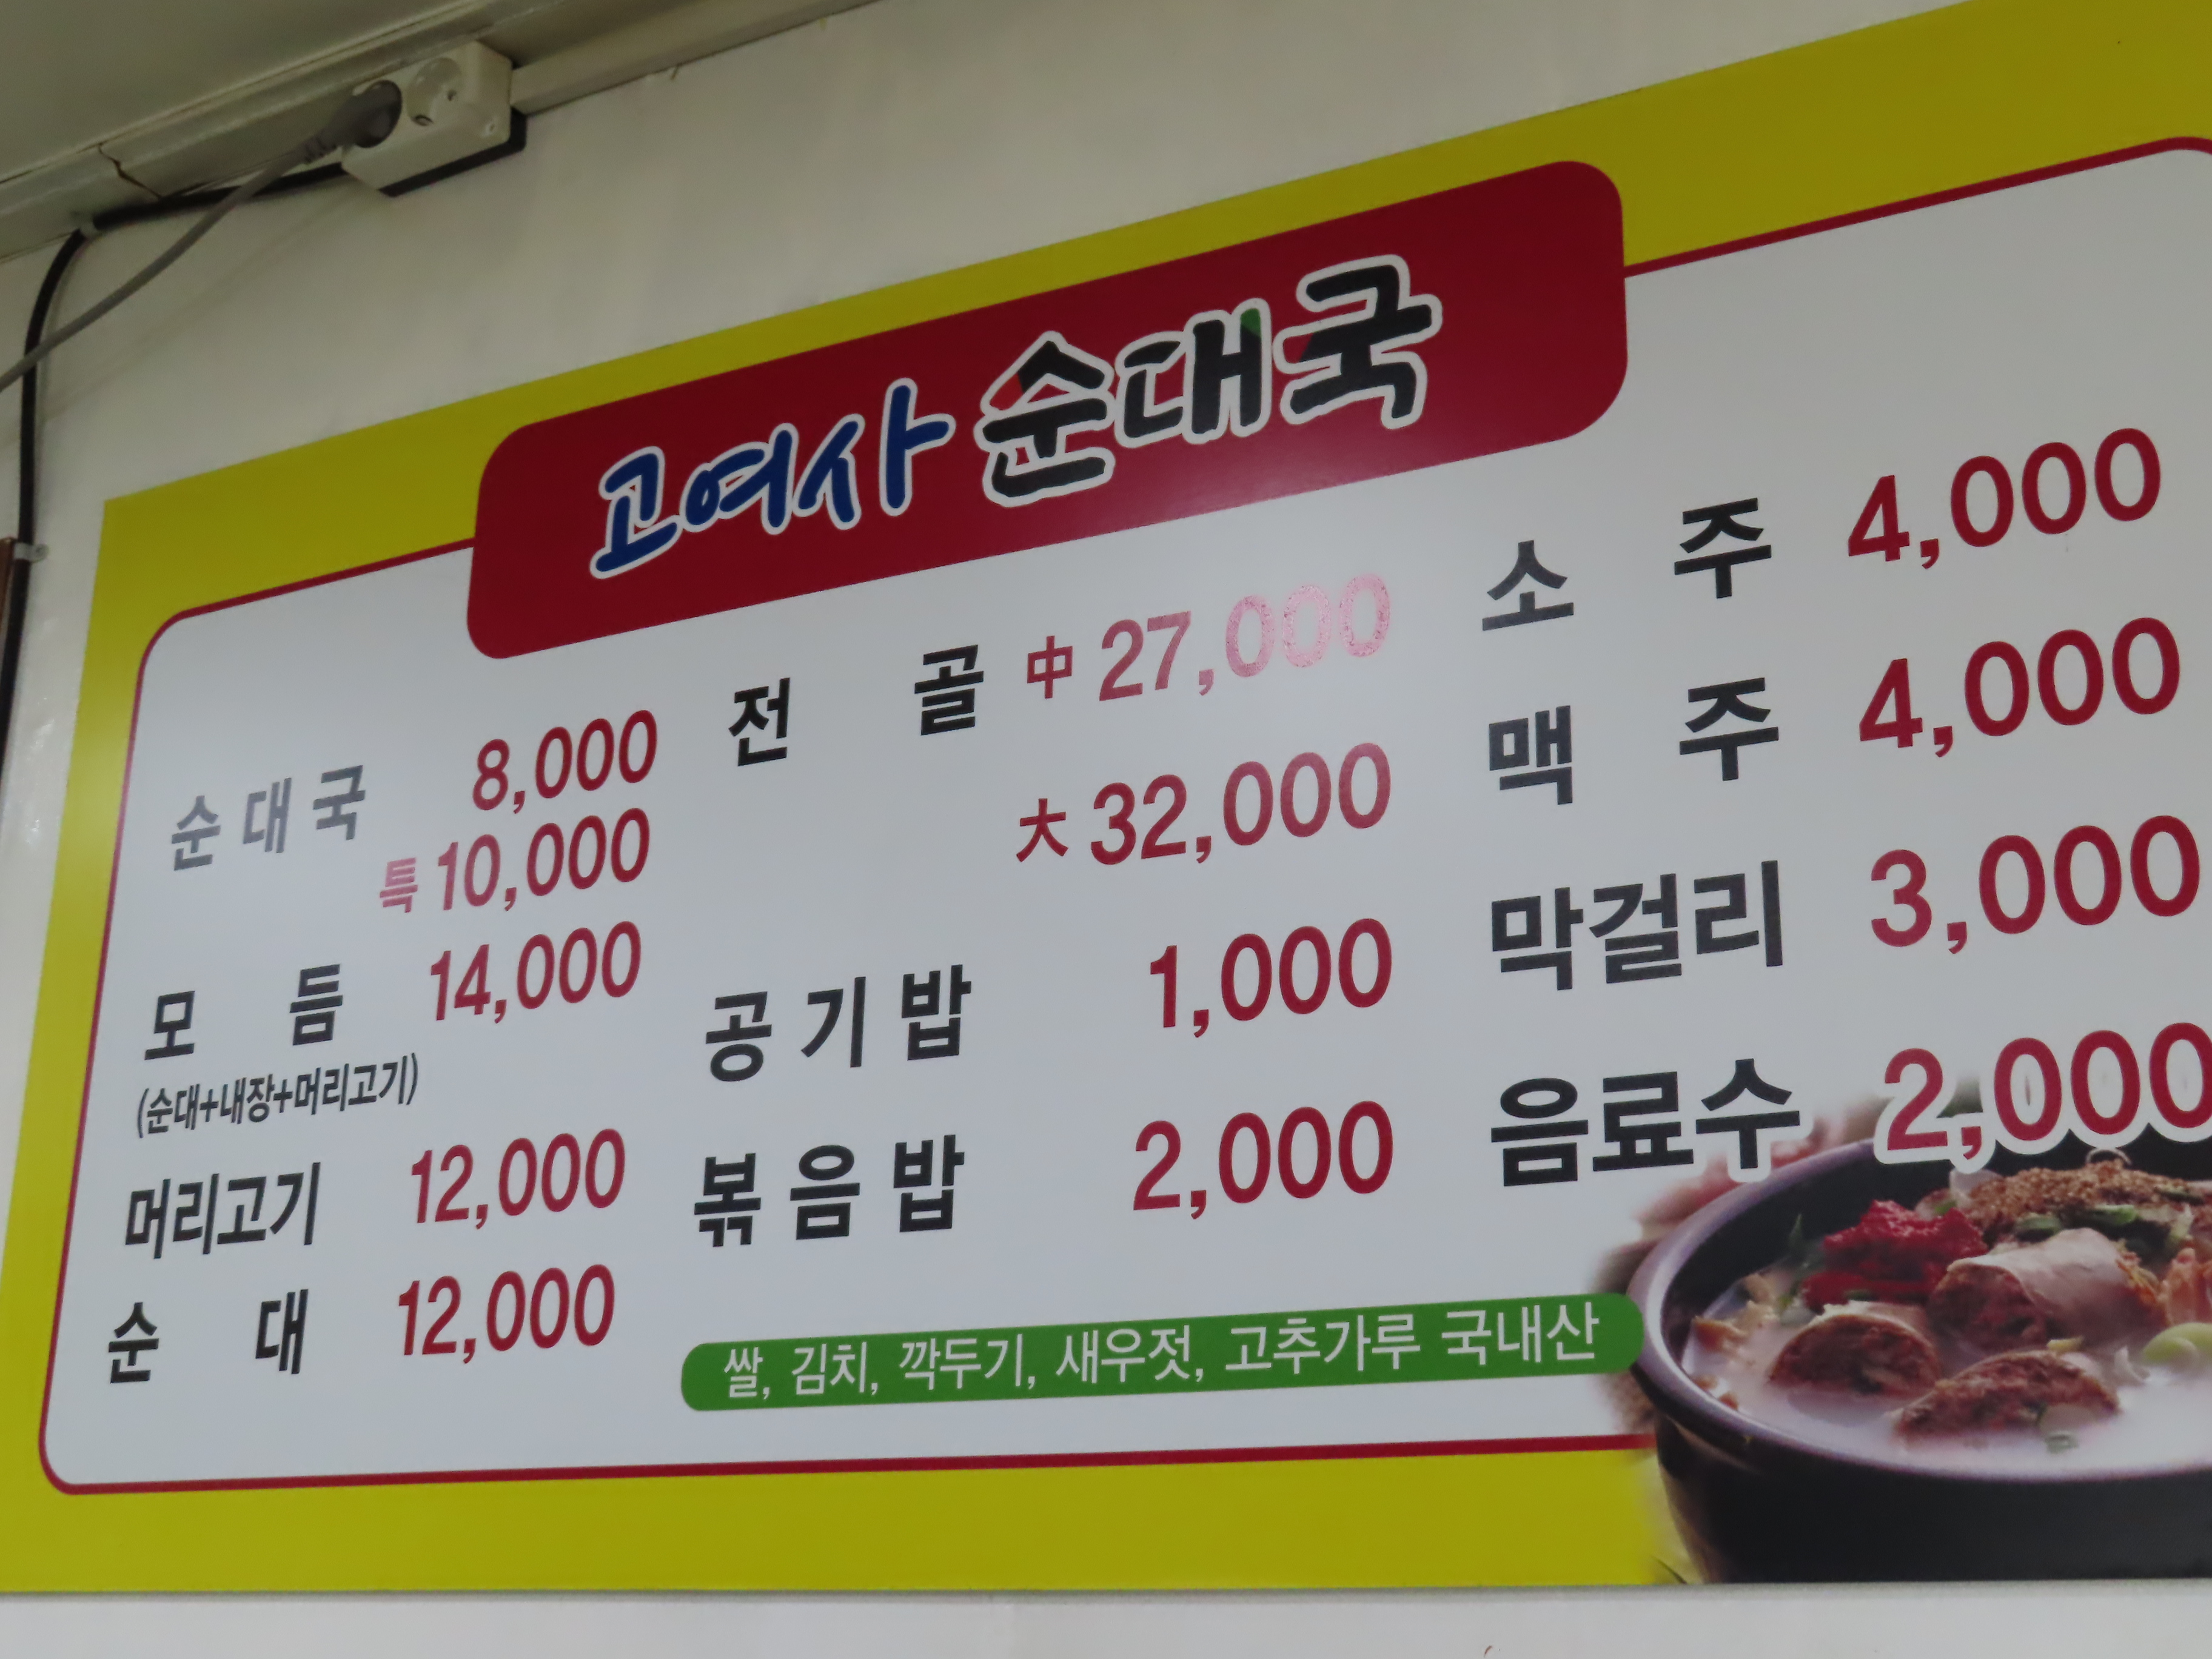 고여사 순대국
순대국 8,000
특 10,000
모듬 14,000
(순대+내장+머리고기)
머리고기 12,000
순대 12,000
전골 中 27,000
大 32,000
공기밥 1,000
볶음밥 2,000
소주 4,000
맥주 4,000
막걸리 3,000
음료수 2,000
쌀, 김치, 깍두기, 새우젓, 고추가루 국내산